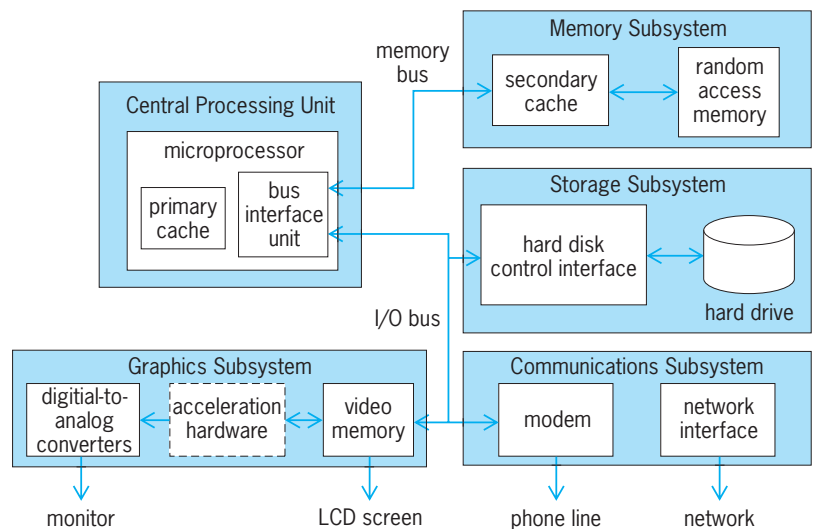 Memory Subsystem
memory
bus
secondary
cache
random
access
memory
Central Processing Unit
microprocessor
primary
cache
bus
interface
unit
Storage Subsystem
hard disk
control interface
hard drive
I/O bus
Graphics Subsystem
digitial-to-
analog
converters
acceleration
hardware
video
memory
Communications Subsystem
modem
network
interface
monitor
LCD screen
phone line
network